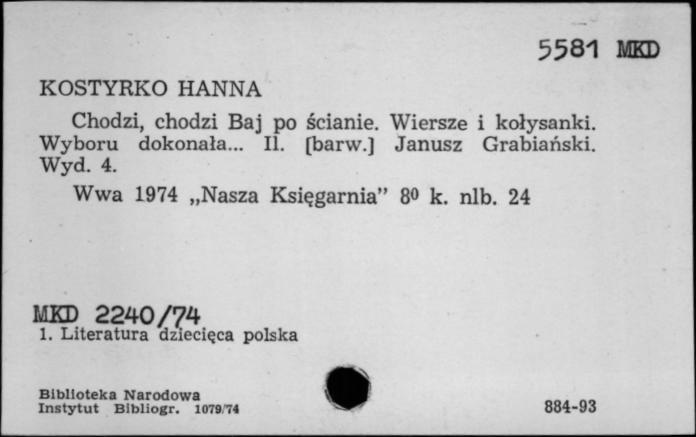 5581 MKD
KOSTYRKO HANNA
Chodzi, chodzi Baj po ścianie. Wiersze i kołysanki.
Wyboru dokonała... Il. [barw.] Janusz Grabiański.
Wyd. 4.
Wwa 1974 „Nasza Księgarnia” 8⁰ k. nlb. 24
MKD 2240/74
1. Literatura dziecięca polska
Biblioteka Narodowa
Instytut Bibliogr. 1079/74
884-93